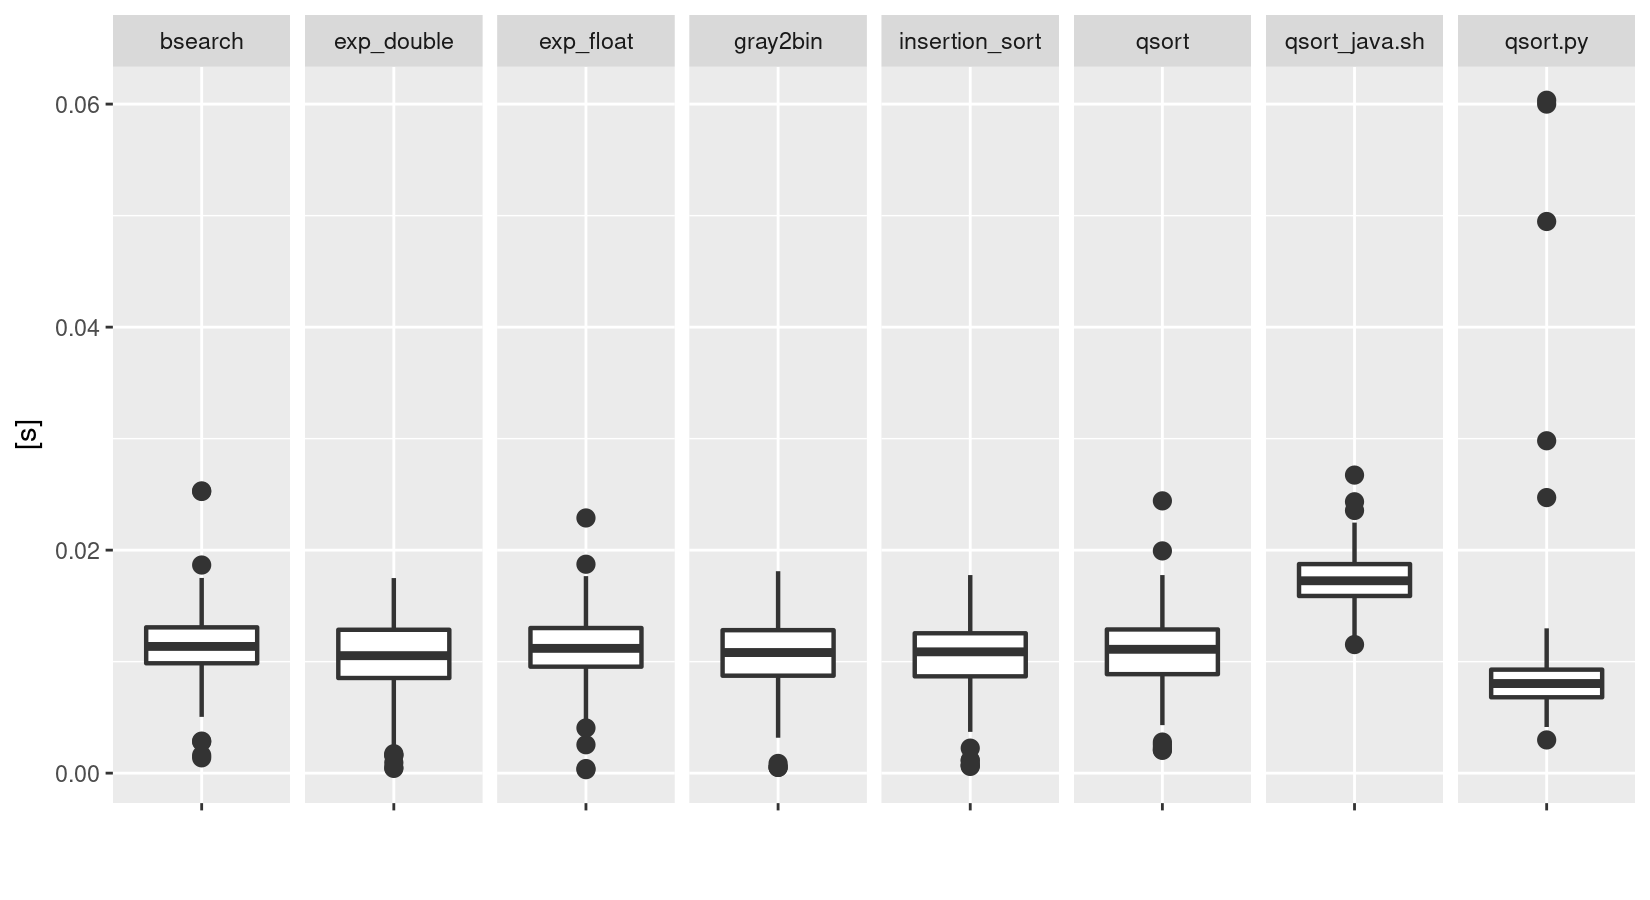 bsearch exp_double exp_float gray2bin insertion_sort qsort qsort_java.sh qsort.py
0.06
0.04
[s]
0.02
0.00